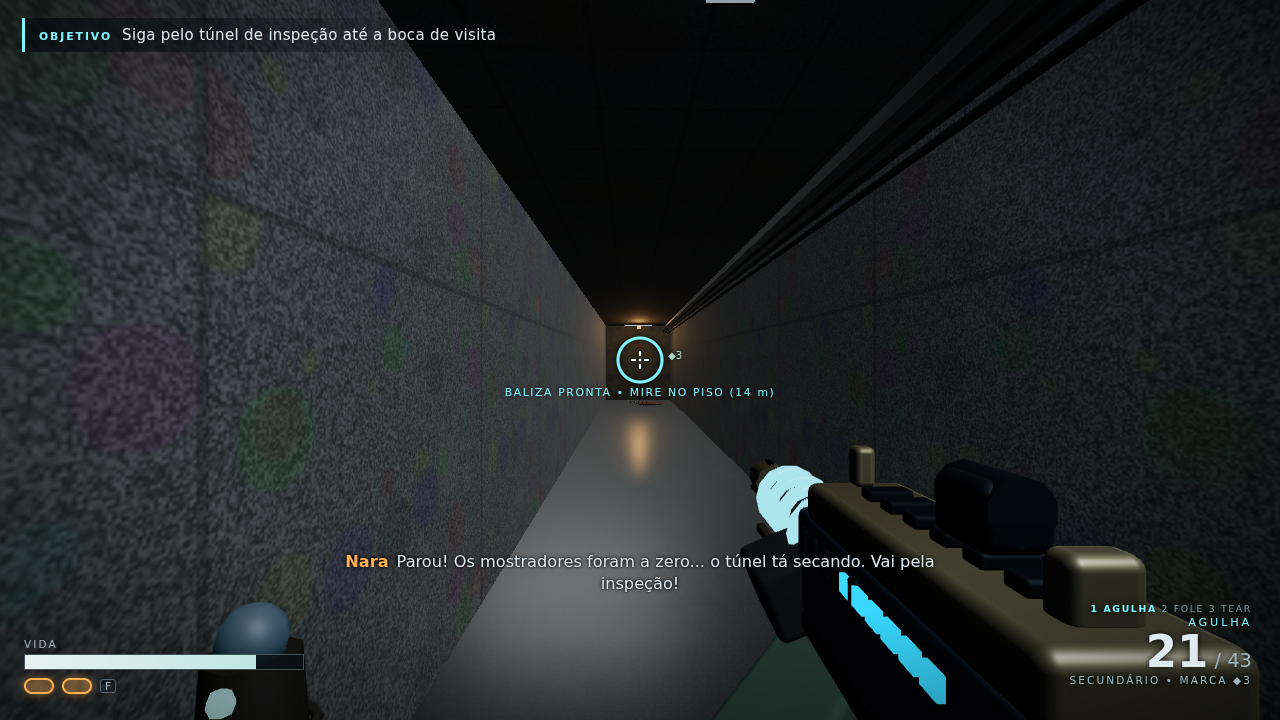 OBJETIVO Siga pelo túnel de inspeção até a boca de visita
◆3
BALIZA PRONTA • MIRE NO PISO (14 m)
Nara Parou! Os mostradores foram a zero... o túnel tá secando. Vai pela
inspeção!
VIDA
F
1 AGULHA 2 FOLE 3 TEAR
AGULHA
21 / 43
SECUNDÁRIO • MARCA ◆3